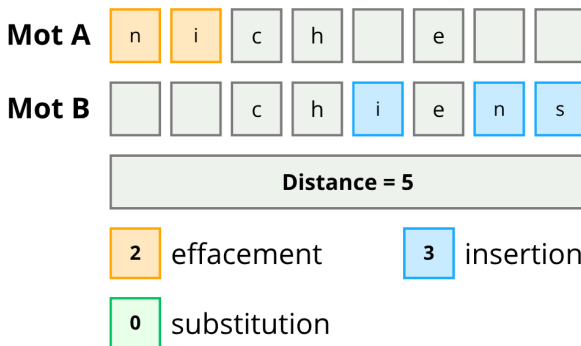 Mot A n i c h e
Mot B c h i e n s
Distance = 5
2 effacement 3 insertion
0 substitution